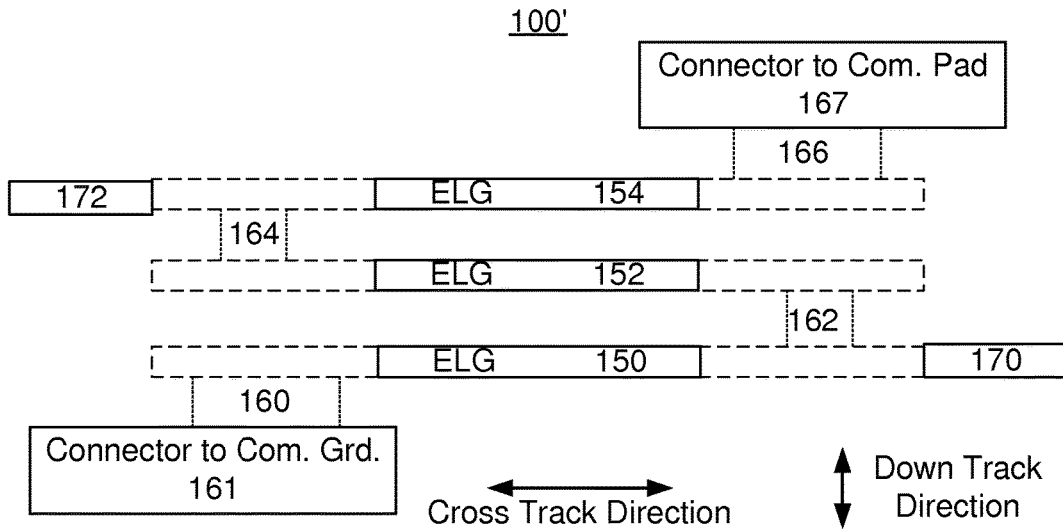 100'
Connector to Com. Pad
167
166
172
ELG 154
164
ELG 152
162
ELG 150
170
160
Connector to Com. Grd.
161
Cross Track Direction
Down Track
Direction